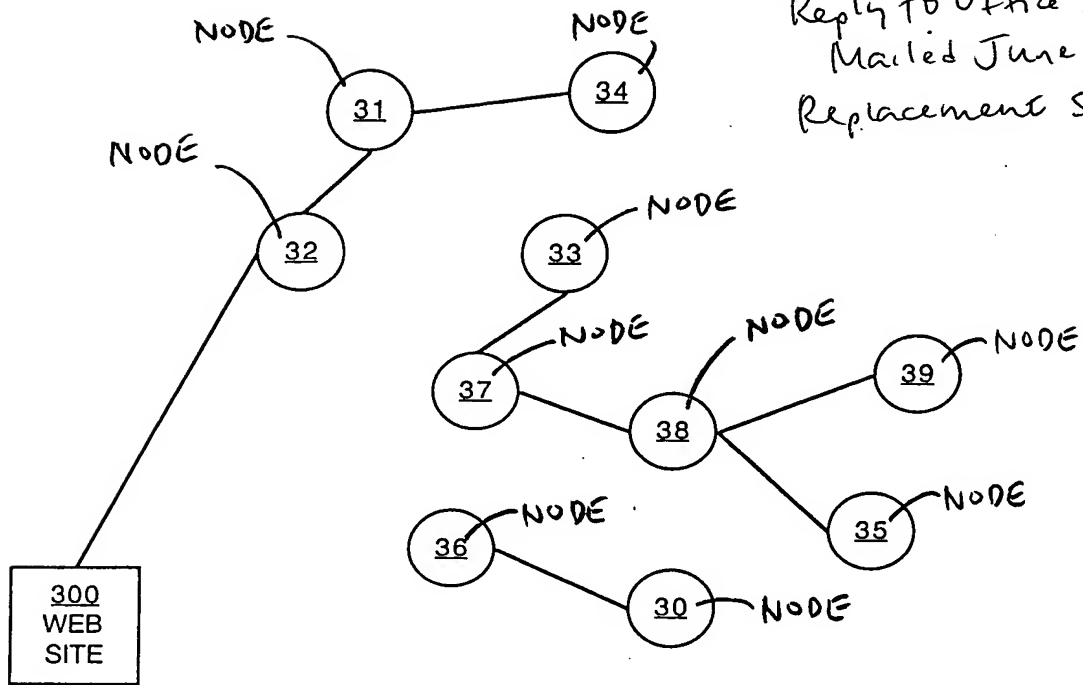 Reply to Office
Mailed June
Replacement S
NODE
NODE
31
34
NODE
32
NODE
33
NODE
NODE
NODE
37
38
39
NODE
36
NODE
35
30
NODE
300
WEB
SITE